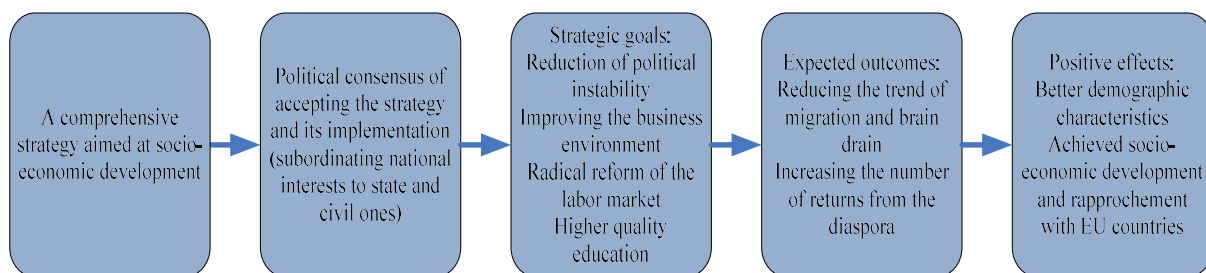 A comprehensive
strategy aimed at socio-
economic development
Political consensus of
accepting the strategy
and its implementation
(subordinating national
interests to state and
civil ones)
Strategic goals:
Reduction of political
instability
Improving the business
environment
Radical reform of the
labor market
Higher quality
education
Expected outcomes:
Reducing the trend of
migration and brain
drain
Increasing the number
of returns from the
diaspora
Positive effects:
Better demographic
characteristics
Achieved socio-
economic development
and rapprochement
with EU countries